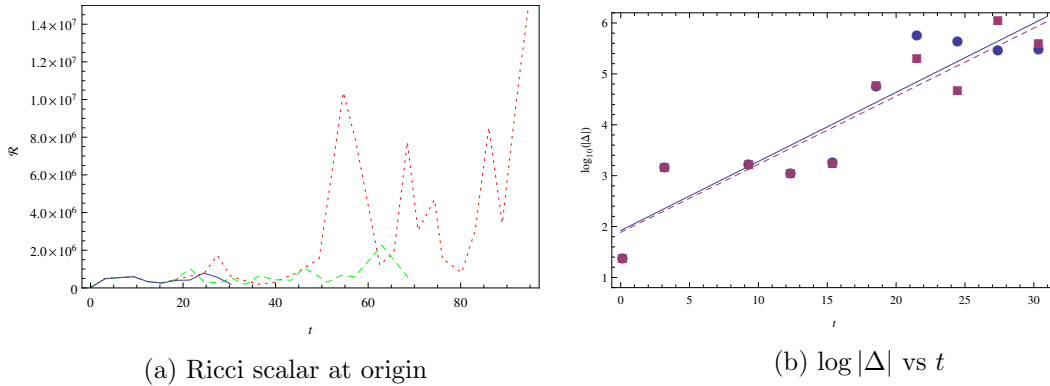 1.4 × 10⁷
1.2 × 10⁷
1.0 × 10⁷
8.0 × 10⁶
6.0 × 10⁶
4.0 × 10⁶
2.0 × 10⁶
0
ℛ
0 20 40 60 80
t
(a) Ricci scalar at origin
6
5
4
3
2
1
log₁₀(|Δ|)
0 5 10 15 20 25 30
t
(b) log |Δ| vs t